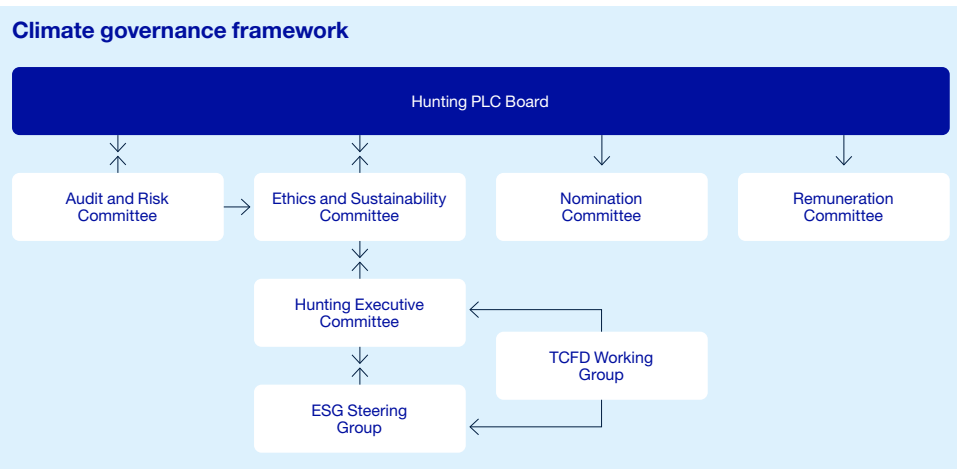 Climate governance framework
Hunting PLC Board
Audit and Risk
Committee
Ethics and Sustainability
Committee
Nomination
Committee
Remuneration
Committee
Hunting Executive
Committee
TCFD Working
Group
ESG Steering
Group